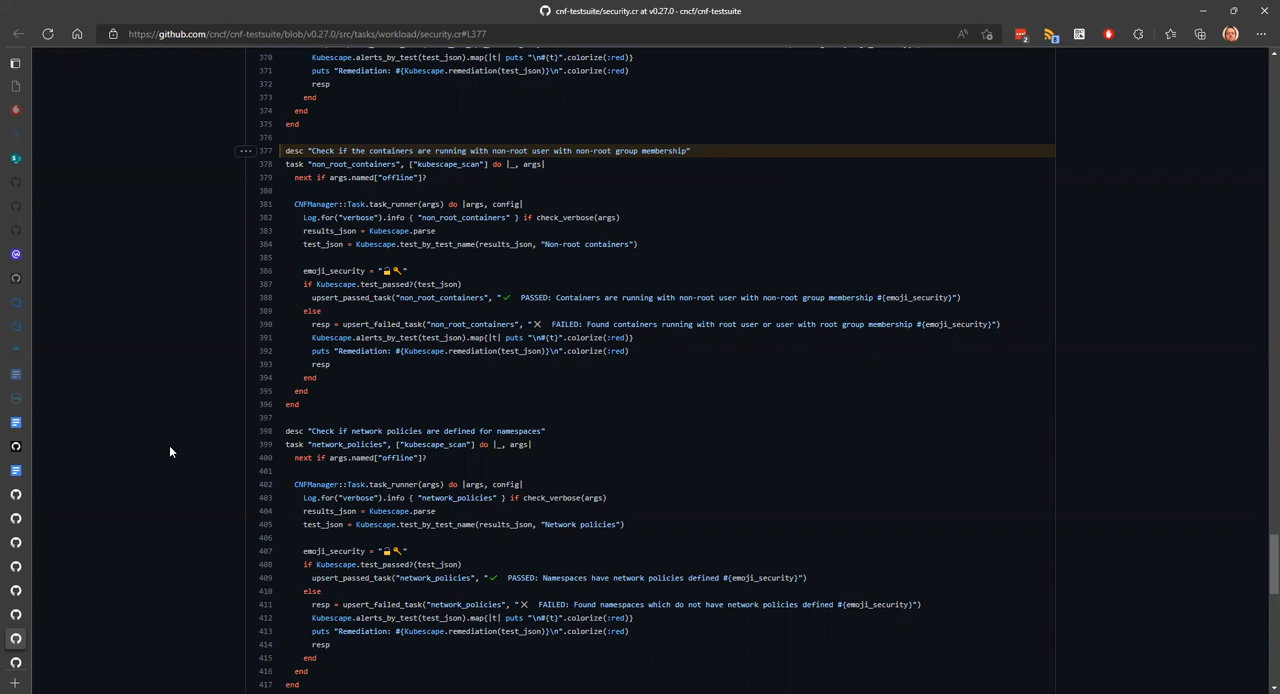 cnf-testsuite/security.cr at v0.27.0 · cncf/cnf-testsuite
https://github.com/cncf/cnf-testsuite/blob/v0.27.0/src/tasks/workload/security.cr#L377
370 Kubescape.alerts_by_test(test_json).map{|t| puts "\n#{t}".colorize(:red)}
371 puts "Remediation: #{Kubescape.remediation(test_json)}\n".colorize(:red)
372 resp
373 end
374 end
375 end
376
377 desc "Check if the containers are running with non-root user with non-root group membership"
378 task "non_root_containers", ["kubescape_scan"] do |_, args|
379 next if args.named["offline"]?
380
381 CNFManager::Task.task_runner(args) do |args, config|
382 Log.for("verbose").info { "non_root_containers" } if check_verbose(args)
383 results_json = Kubescape.parse
384 test_json = Kubescape.test_by_test_name(results_json, "Non-root containers")
385
386 emoji_security = "🔓🔑"
387 if Kubescape.test_passed?(test_json)
388 upsert_passed_task("non_root_containers", "✔️ PASSED: Containers are running with non-root user with non-root group membership #{emoji_security}")
389 else
390 resp = upsert_failed_task("non_root_containers", "✖️ FAILED: Found containers running with root user or user with root group membership #{emoji_security}")
391 Kubescape.alerts_by_test(test_json).map{|t| puts "\n#{t}".colorize(:red)}
392 puts "Remediation: #{Kubescape.remediation(test_json)}\n".colorize(:red)
393 resp
394 end
395 end
396 end
397
398 desc "Check if network policies are defined for namespaces"
399 task "network_policies", ["kubescape_scan"] do |_, args|
400 next if args.named["offline"]?
401
402 CNFManager::Task.task_runner(args) do |args, config|
403 Log.for("verbose").info { "network_policies" } if check_verbose(args)
404 results_json = Kubescape.parse
405 test_json = Kubescape.test_by_test_name(results_json, "Network policies")
406
407 emoji_security = "🔓🔑"
408 if Kubescape.test_passed?(test_json)
409 upsert_passed_task("network_policies", "✔️ PASSED: Namespaces have network policies defined #{emoji_security}")
410 else
411 resp = upsert_failed_task("network_policies", "✖️ FAILED: Found namespaces which do not have network policies defined #{emoji_security}")
412 Kubescape.alerts_by_test(test_json).map{|t| puts "\n#{t}".colorize(:red)}
413 puts "Remediation: #{Kubescape.remediation(test_json)}\n".colorize(:red)
414 resp
415 end
416 end
417 end